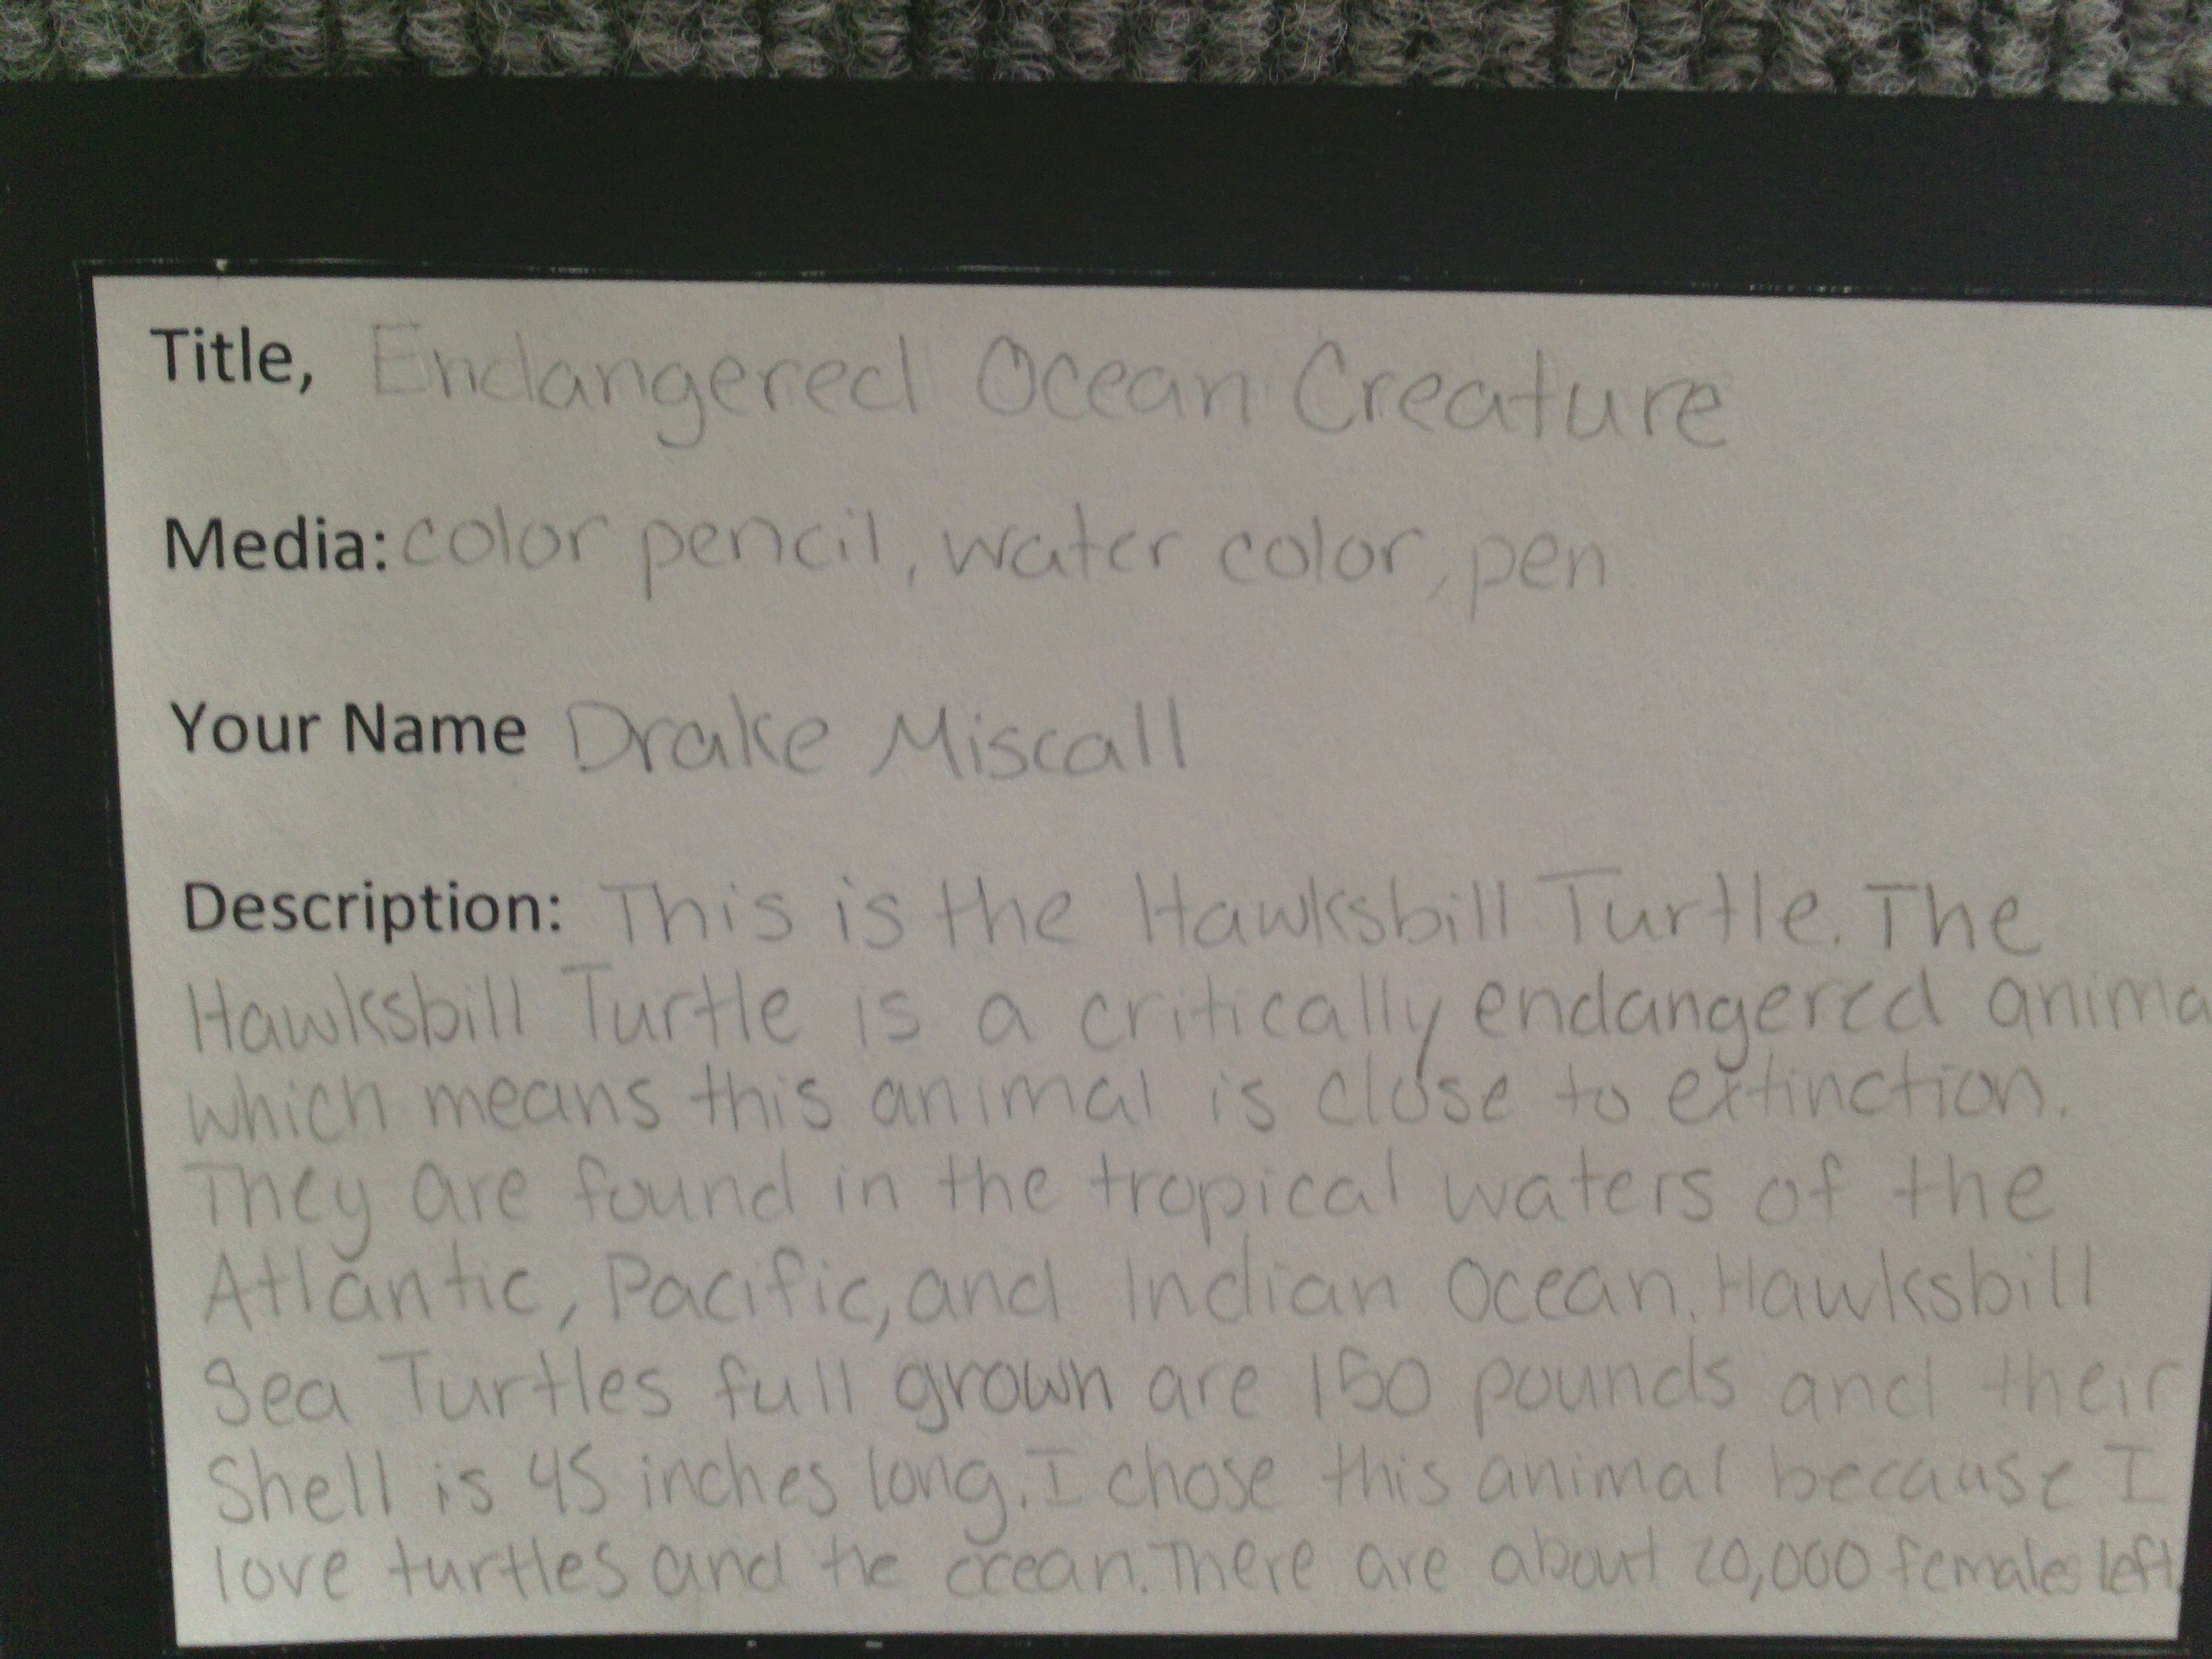 Title, Endangered Ocean Creature
Media: color pencil, water color, pen
Your Name Drake Miscall
Description: This is the Hawksbill Turtle. The
Hawksbill Turtle is a critically endangered anima
which means this animal is close to extinction.
They are found in the tropical waters of the
Atlantic, Pacific, and Indian Ocean. Hawksbill
Sea Turtles full grown are 150 pounds and their
Shell is 45 inches long. I chose this animal because I
love turtles and the ocean. There are about 20,000 females left